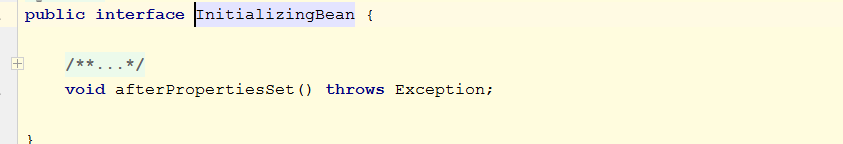 public interface InitializingBean {
/**...*/
void afterPropertiesSet() throws Exception;
}